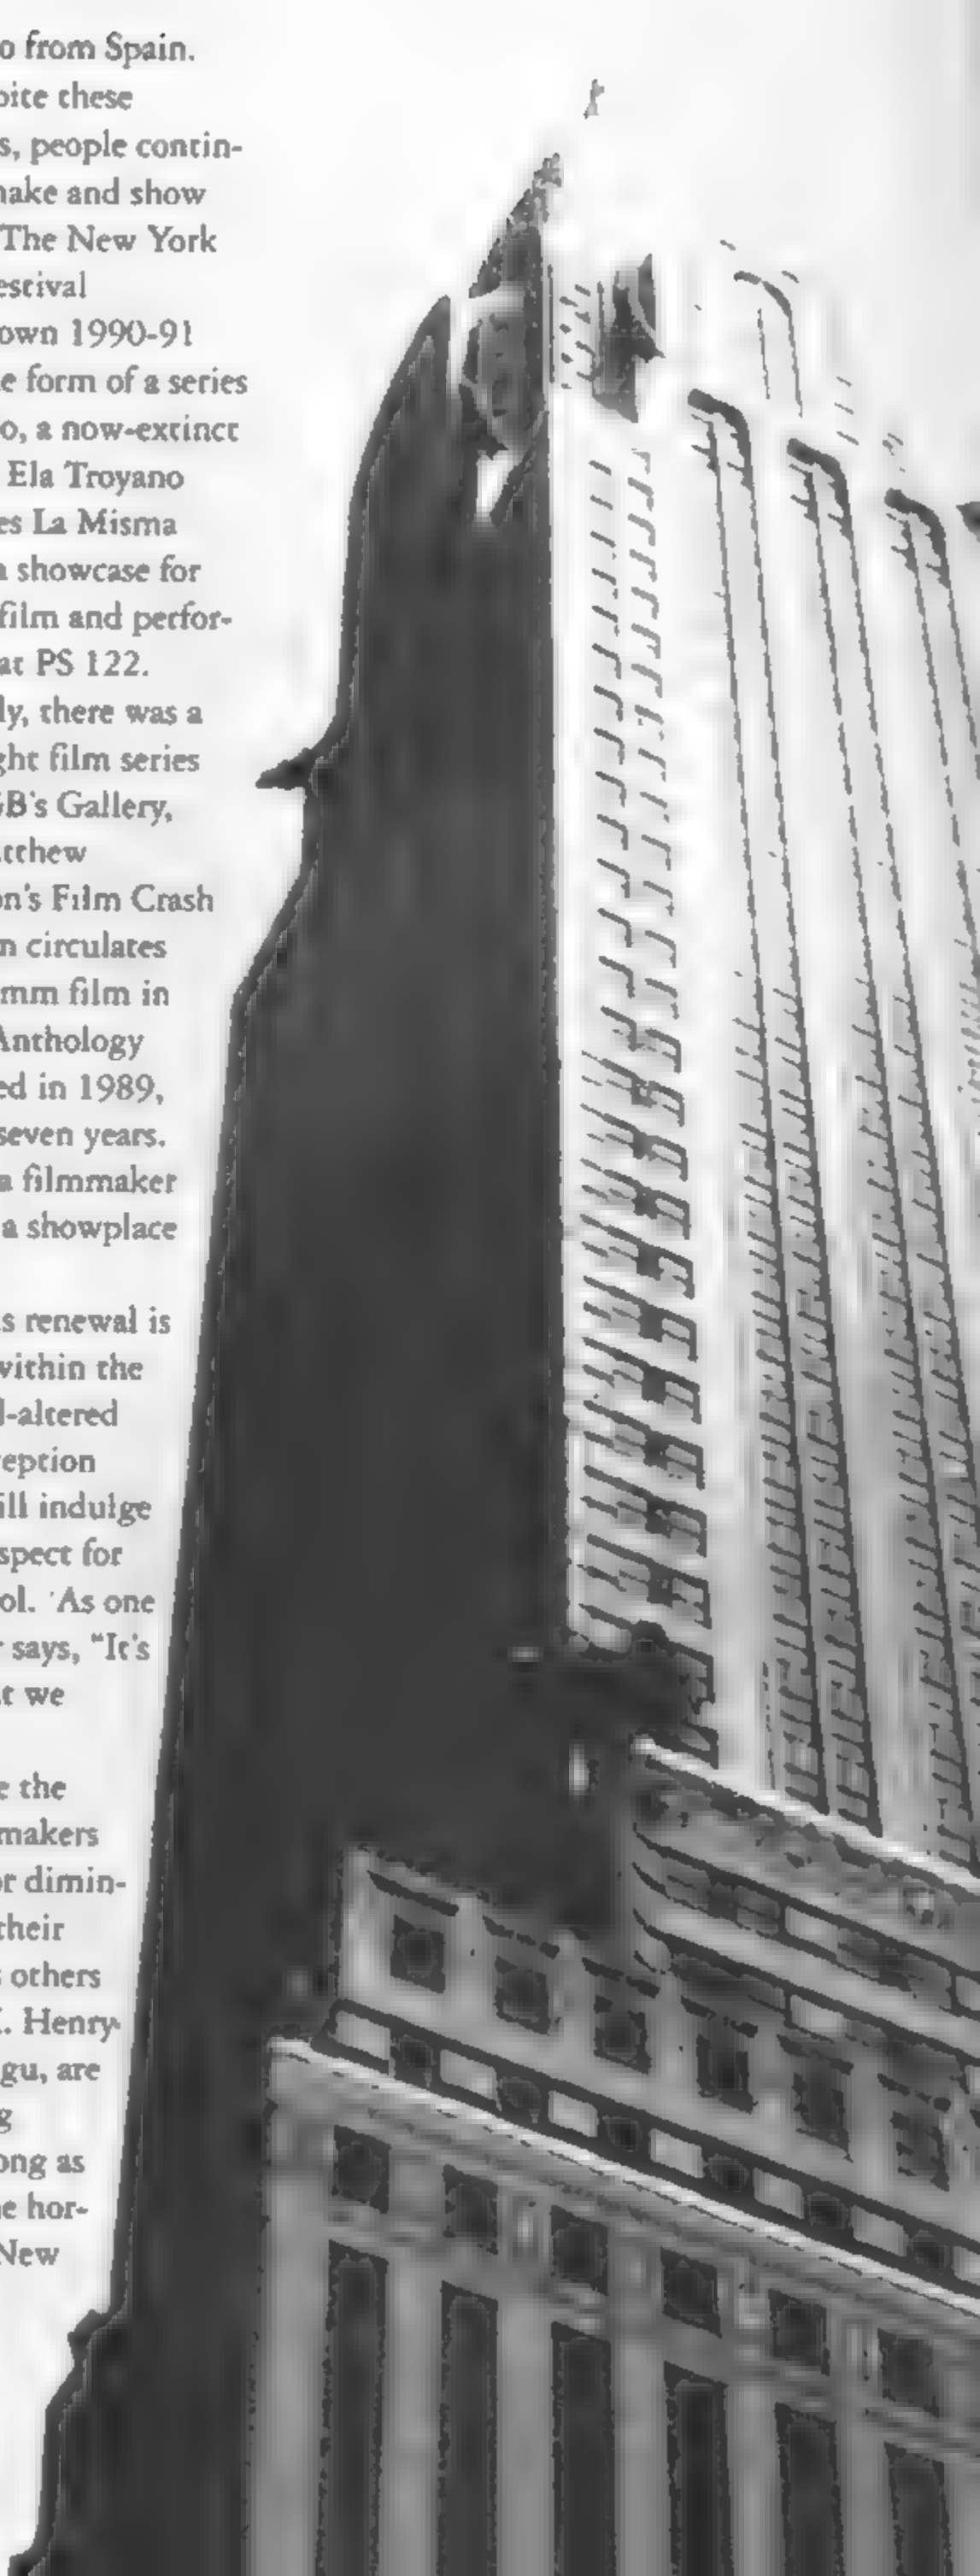 o from Spain.
pite these
s, people contin-
nake and show
The New York
estival
own 1990-91
e form of a series
o, a now-extinct
Ela Troyano
es La Misma
a showcase for
film and perfor-
at PS 122.
ly, there was a
ght film series
GB's Gallery,
atthew
on's Film Crash
n circulates
mm film in
Anthology
ed in 1989,
seven years.
a filmmaker
a showplace
s renewal is
within the
l-altered
eption
ill indulge
spect for
ol. As one
r says, "It's
t we
e the
makers
or dimin-
their
s others
K. Henry
gu, are
g
ong as
e hor-
New